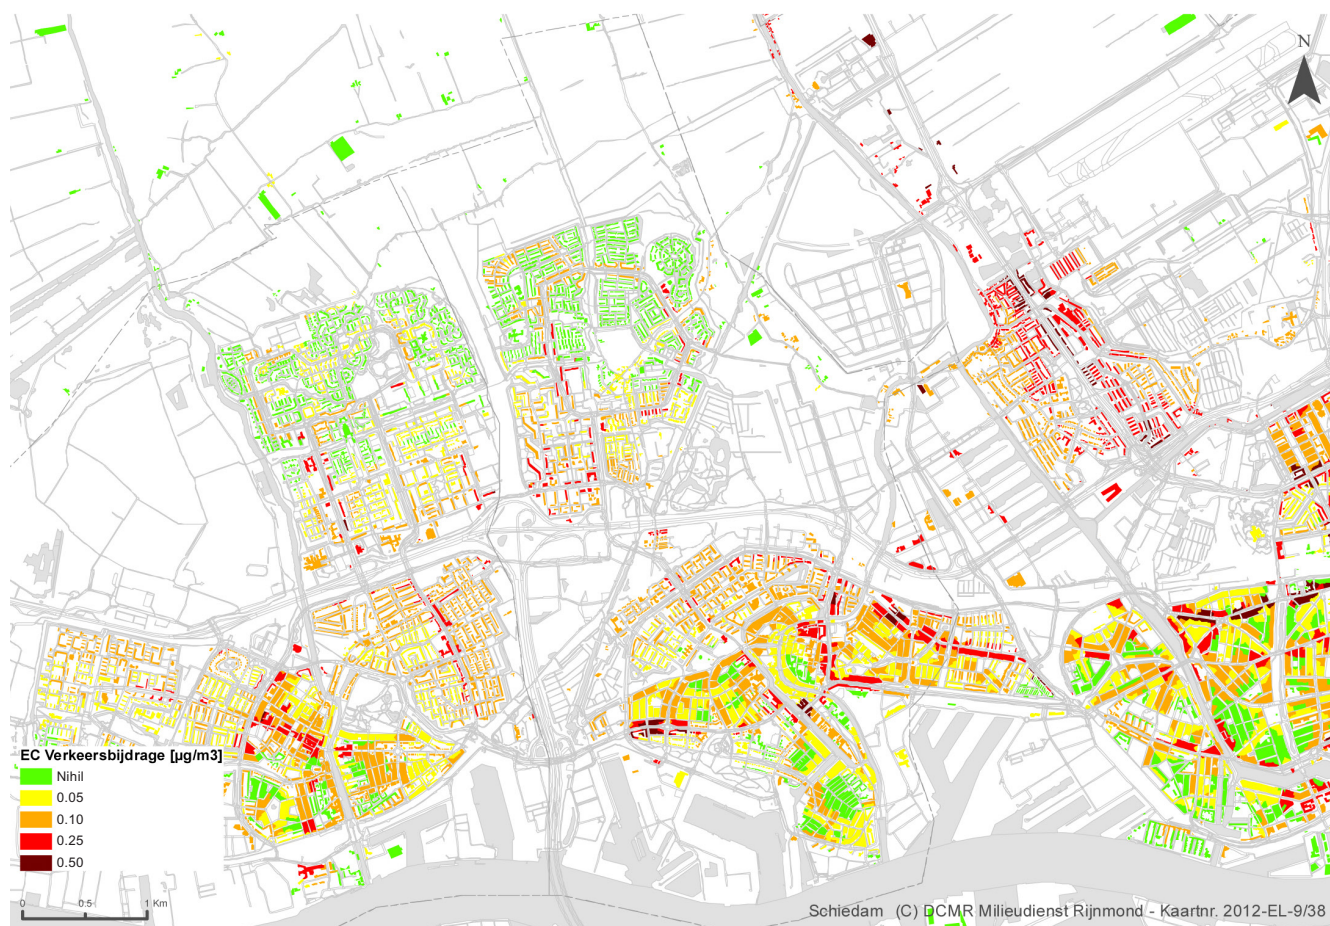 N
EC Verkeersbijdrage [µg/m3]
Nihil
0.05
0.10
0.25
0.50
0 0.5 1 Km
Schiedam (C) DCMR Milieudienst Rijnmond - Kaartnr. 2012-EL-9/38